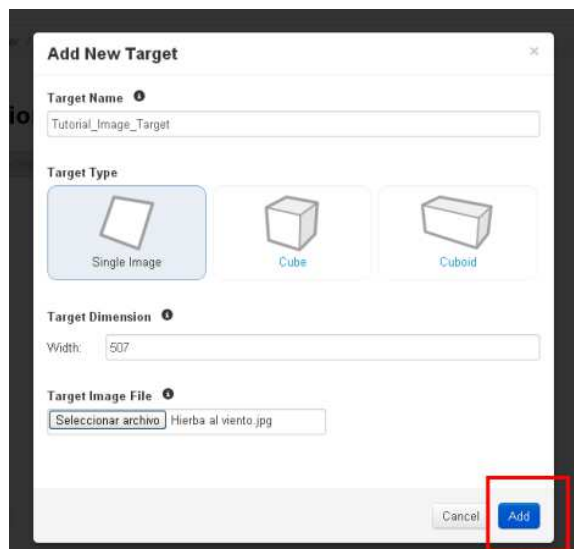 Add New Target ×
Target Name
Tutorial_Image_Target
Target Type
Single Image Cube Cuboid
Target Dimension
Width: 507
Target Image File
Seleccionar archivo Hierba al viento.jpg
Cancel Add